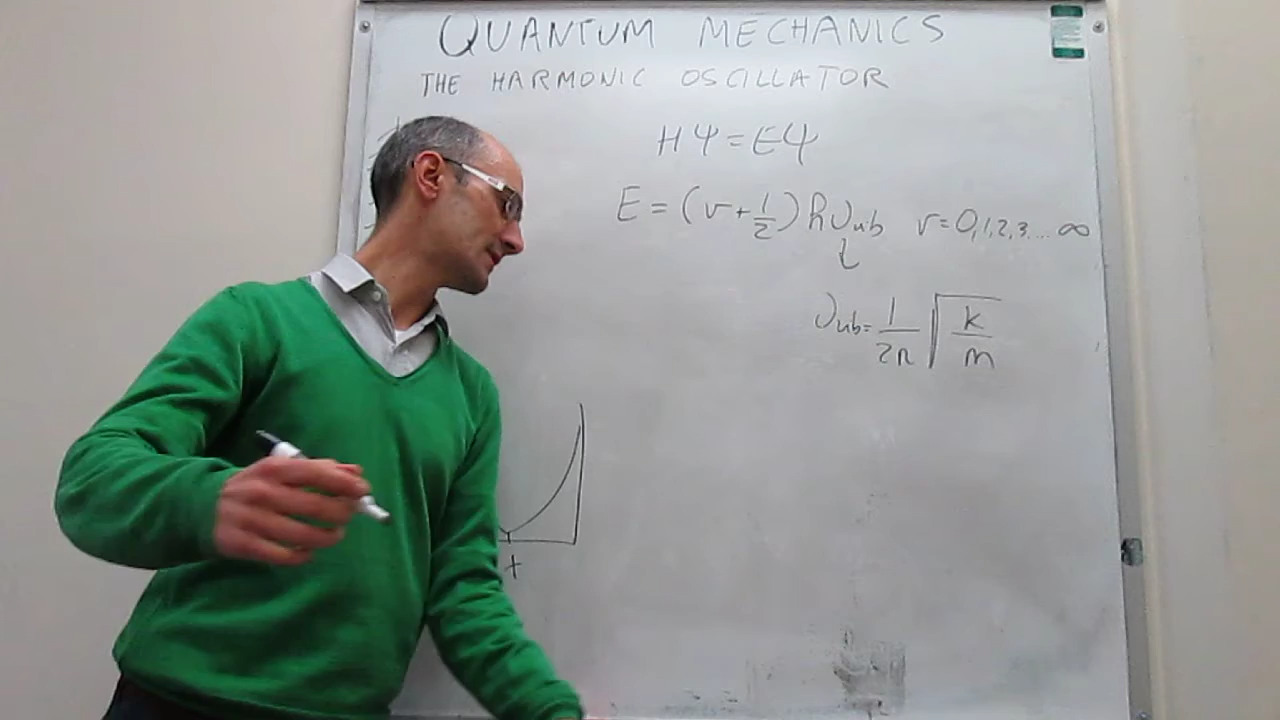 QUANTUM MECHANICS
THE HARMONIC OSCILLATOR
HΨ=EΨ
E=(v+1/2)hνvib v=0,1,2,3,...∞
νvib=1/2π√k/m
+